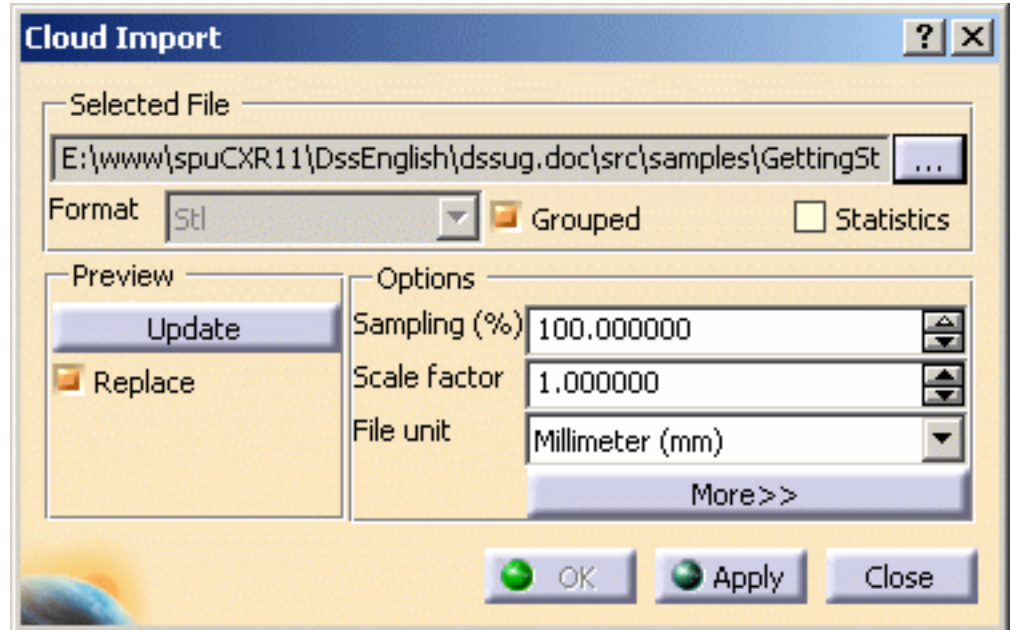 Cloud Import
Selected File
E:\www\spuCXR11\DssEnglish\dssug.doc\src\samples\GettingSt ...
Format Stl Grouped Statistics
Preview Options
Update Sampling (%) 100.000000
Replace Scale factor 1.000000
File unit Millimeter (mm)
More>>
OK Apply Close